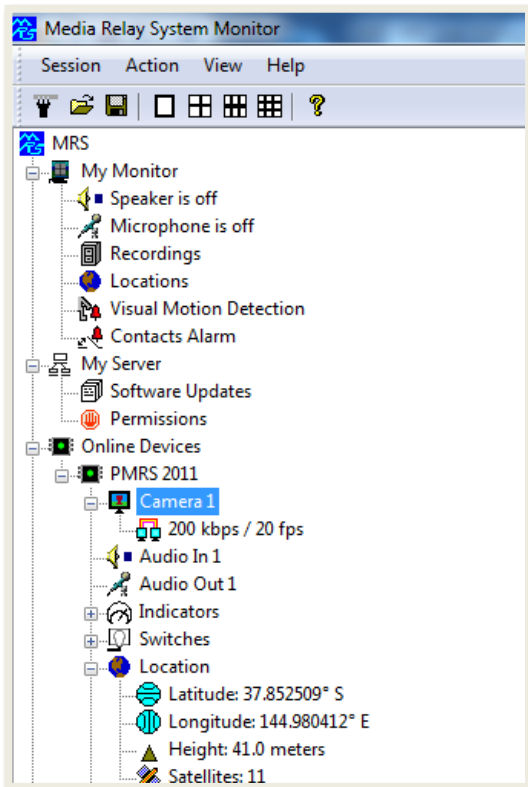 Media Relay System Monitor
Session Action View Help
MRS
My Monitor
Speaker is off
Microphone is off
Recordings
Locations
Visual Motion Detection
Contacts Alarm
My Server
Software Updates
Permissions
Online Devices
PMRS 2011
Camera 1
200 kbps / 20 fps
Audio In 1
Audio Out 1
Indicators
Switches
Location
Latitude: 37.852509° S
Longitude: 144.980412° E
Height: 41.0 meters
Satellites: 11